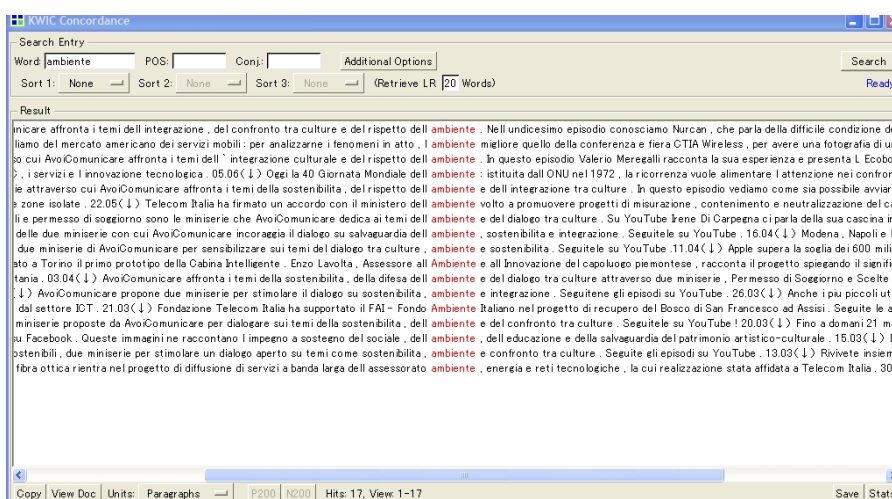 KWIC Concordance
Search Entry
Word: ambiente POS: Conj.: Additional Options Search
Sort 1: None Sort 2: None Sort 3: None (Retrieve LR 20 Words) Ready
Result
nicare affronta i temi dell integrazione , del confronto tra culture e del rispetto dell ambiente . Nell undicesimo episodio conosciamo Nurcan , che parla della difficile condizione d
liamo del mercato americano dei servizi mobili : per analizzarne i fenomeni in atto , l ambiente migliore quello della conferenza e fiera CTIA Wireless , per avere una fotografia di u
so cui AvoiComunicare affronta i temi dell ` integrazione culturale e del rispetto dell ambiente . In questo episodio Valerio Meregalli racconta la sua esperienza e presenta L Ecobo
, i servizi e l innovazione tecnologica . 05.06(↓) Oggi la 40 Giornata Mondiale dell ambiente : istituita dall ONU nel 1972 , la ricorrenza vuole alimentare l attenzione nei confron
ie attraverso cui AvoiComunicare affronta i temi della sostenibilita , del rispetto dell ambiente e dell integrazione tra culture . In questo episodio vediamo come sia possibile avviar
e zone isolate . 22.05(↓) Telecom Italia ha firmato un accordo con il ministero dell ambiente volto a promuovere progetti di misurazione , contenimento e neutralizzazione del ca
li e permesso di soggiorno sono le miniserie che AvoiComunicare dedica ai temi dell ambiente e del dialogo tra culture . Su YouTube Irene Di Carpegna ci parla della sua cascina i
delle due miniserie con cui AvoiComunicare incoraggia il dialogo su salvaguardia dell ambiente , sostenibilita e integrazione . Seguitele su YouTube . 16.04(↓) Modena , Napoli e
due miniserie di AvoiComunicare per sensibilizzare sui temi del dialogo tra culture , ambiente e sostenibilita . Seguitele su YouTube .11.04(↓) Apple supera la soglia dei 600 mili
ato a Torino il primo prototipo della Cabina Intelligente . Enzo Lavolta , Assessore all Ambiente e all Innovazione del capoluogo piemontese , racconta il progetto spiegando il signifi
tania . 03.04(↓) AvoiComunicare affronta i temi della sostenibilita , della difesa dell ambiente e del dialogo tra culture attraverso due miniserie , Permesso di Soggiorno e Scelte
(↓) AvoiComunicare propone due miniserie per stimolare il dialogo su sostenibilita , ambiente e integrazione . Seguitene gli episodi su YouTube . 26.03(↓) Anche i piu piccoli ut
dal settore ICT . 21.03(↓) Fondazione Telecom Italia ha supportato il FAI - Fondo Ambiente Italiano nel progetto di recupero del Bosco di San Francesco ad Assisi . Seguite le a
miniserie proposte da AvoiComunicare per dialogare sui temi della sostenibilita , dell ambiente e del confronto tra culture . Seguitele su YouTube ! 20.03(↓) Fino a domani 21 m
su Facebook . Queste immagini ne raccontano l impegno a sostegno del sociale , dell ambiente , dell educazione e della salvaguardia del patrimonio artistico-culturale . 15.03(↓)
ostenibili , due miniserie per stimolare un dialogo aperto su temi come sostenibilita , ambiente e confronto tra culture . Seguite gli episodi su YouTube . 13.03(↓) Rivivete insiem
fibra ottica rientra nel progetto di diffusione di servizi a banda larga dell assessorato ambiente , energia e reti tecnologiche , la cui realizzazione stata affidata a Telecom Italia . 30
Copy View Doc Units: Paragraphs P200 N200 Hits: 17, View: 1-17 Save Stat